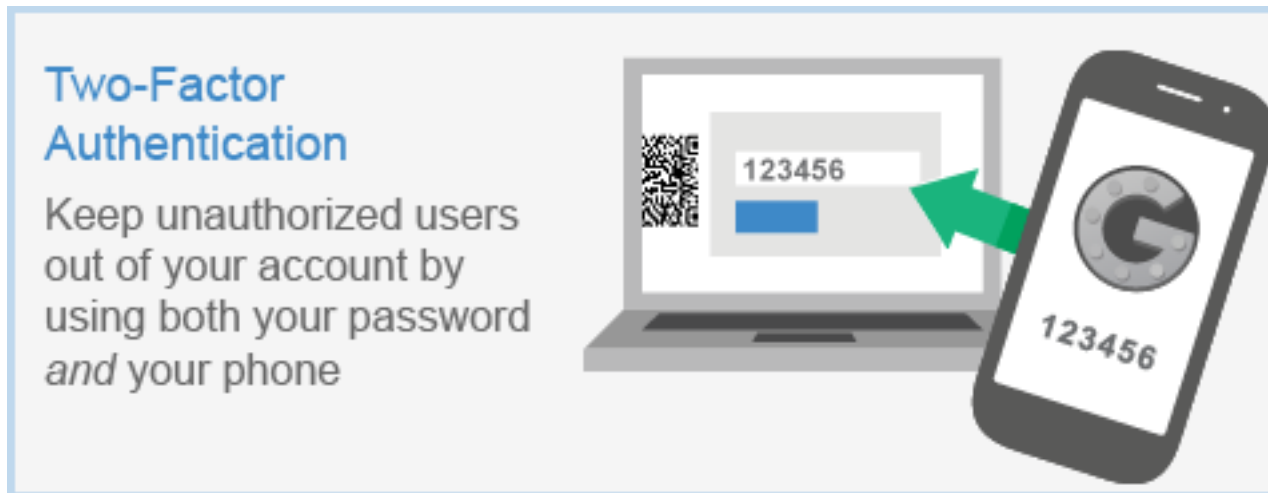 Two-Factor
Authentication
Keep unauthorized users
out of your account by
using both your password
and your phone
123456
123456